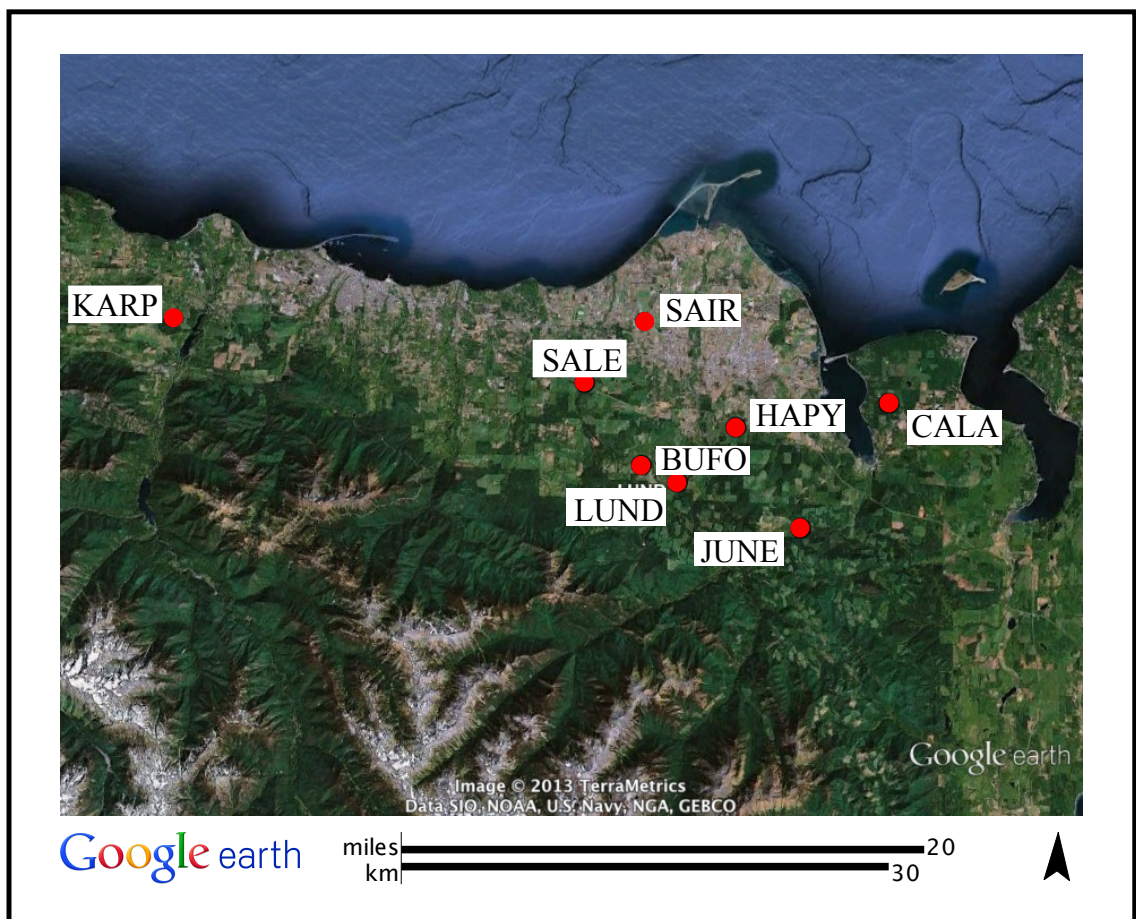 KARP
SAIR
SALE
HAPY
CALA
BUFO
LUND
LUND
JUNE
Google earth
Image © 2013 TerraMetrics
Data SIO, NOAA, U.S. Navy, NGA, GEBCO
Google earth
miles 20
km 30